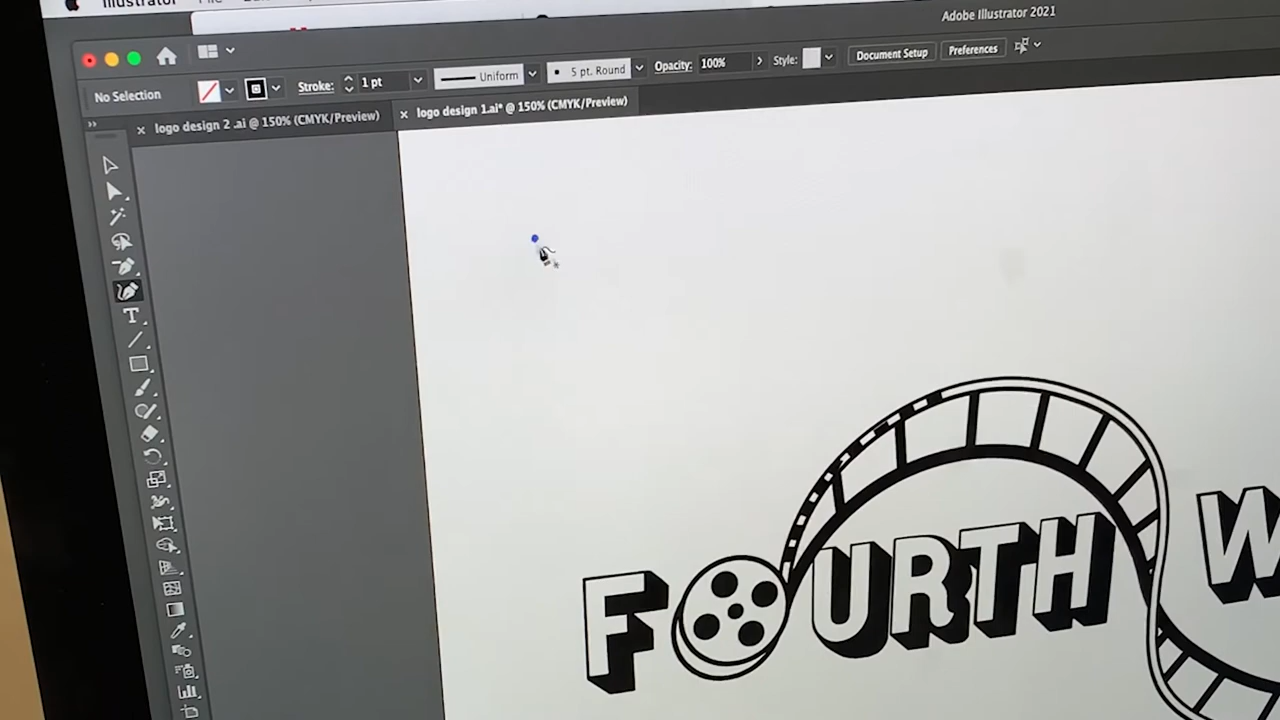 Illustrator File
Adobe Illustrator 2021
No Selection Stroke: 1 pt Uniform 5 pt. Round Opacity: 100% Style: Document Setup Preferences
logo design 2 .ai @ 150% (CMYK/Preview) logo design 1.ai* @ 150% (CMYK/Preview)
FOURTH W